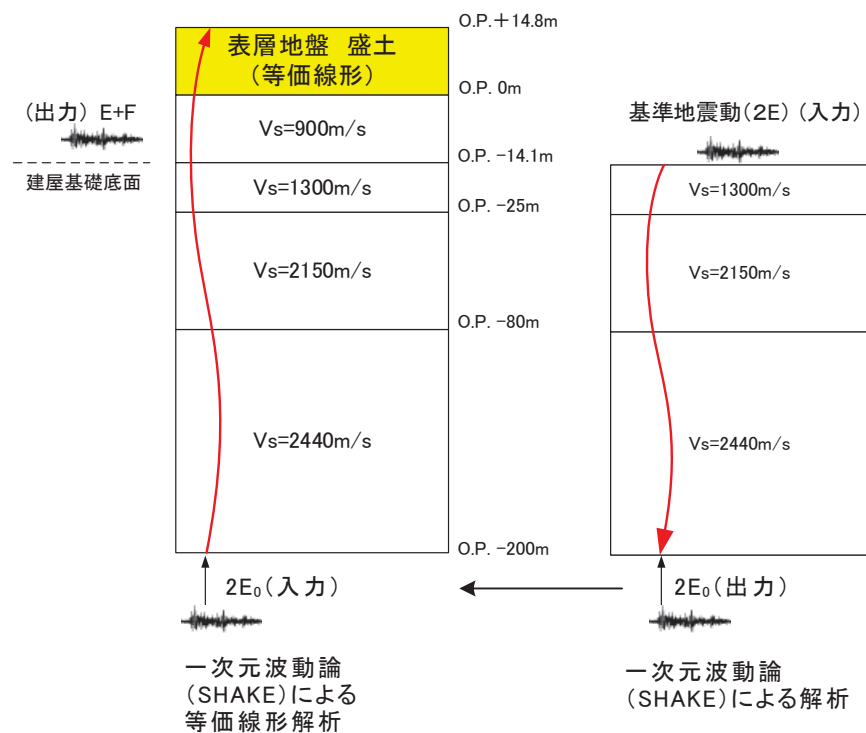 O.P.+14.8m
表層地盤 盛土
(等価線形)
O.P. 0m
(出力) E+F
Vs=900m/s
O.P. -14.1m
建屋基礎底面
Vs=1300m/s
O.P. -25m
Vs=2150m/s
O.P. -80m
Vs=2440m/s
O.P. -200m
2E₀(入力)
一次元波動論
(SHAKE)による
等価線形解析
基準地震動(2E) (入力)
Vs=1300m/s
Vs=2150m/s
Vs=2440m/s
2E₀(出力)
一次元波動論
(SHAKE)による解析